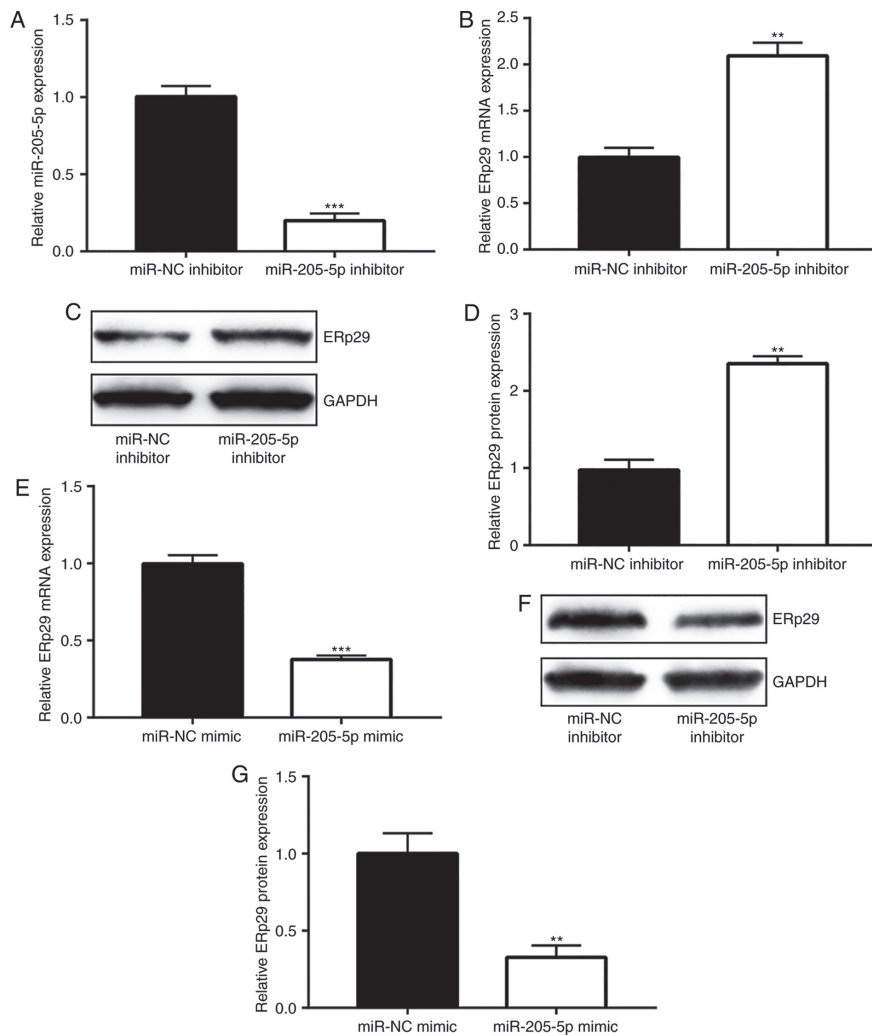 A
Relative miR-205-5p expression
1.5
1.0
0.5
0.0
***
miR-NC inhibitor
miR-205-5p inhibitor
B
Relative ERp29 mRNA expression
2.5
2.0
1.5
1.0
0.5
0.0
**
miR-NC inhibitor
miR-205-5p inhibitor
C
ERp29
GAPDH
miR-NC
inhibitor
miR-205-5p
inhibitor
D
Relative ERp29 protein expression
3
2
1
0
**
miR-NC inhibitor
miR-205-5p inhibitor
E
Relative ERp29 mRNA expression
1.5
1.0
0.5
0.0
***
miR-NC mimic
miR-205-5p mimic
F
ERp29
GAPDH
miR-NC
inhibitor
miR-205-5p
inhibitor
G
Relative ERp29 protein expression
1.5
1.0
0.5
0.0
**
miR-NC mimic
miR-205-5p mimic